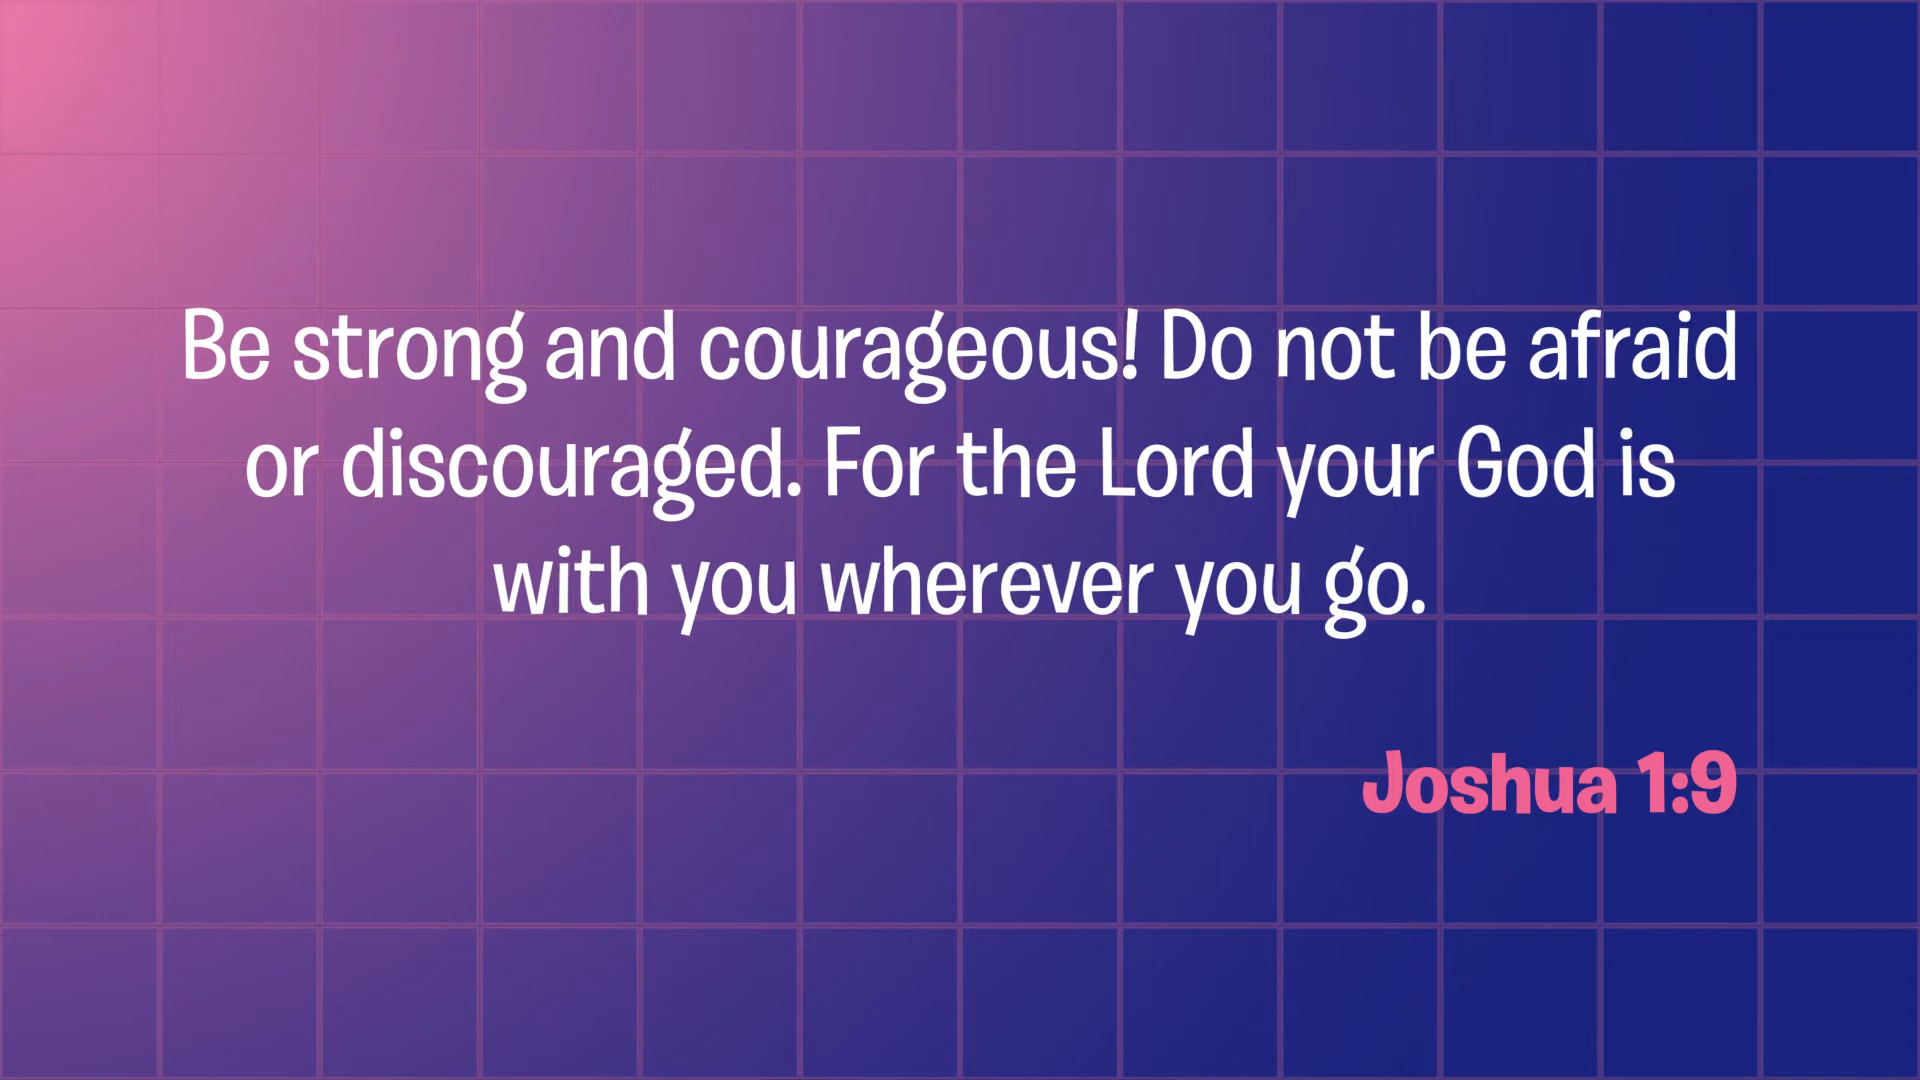 Be strong and courageous! Do not be afraid
or discouraged. For the Lord your God is
with you wherever you go.
Joshua 1:9